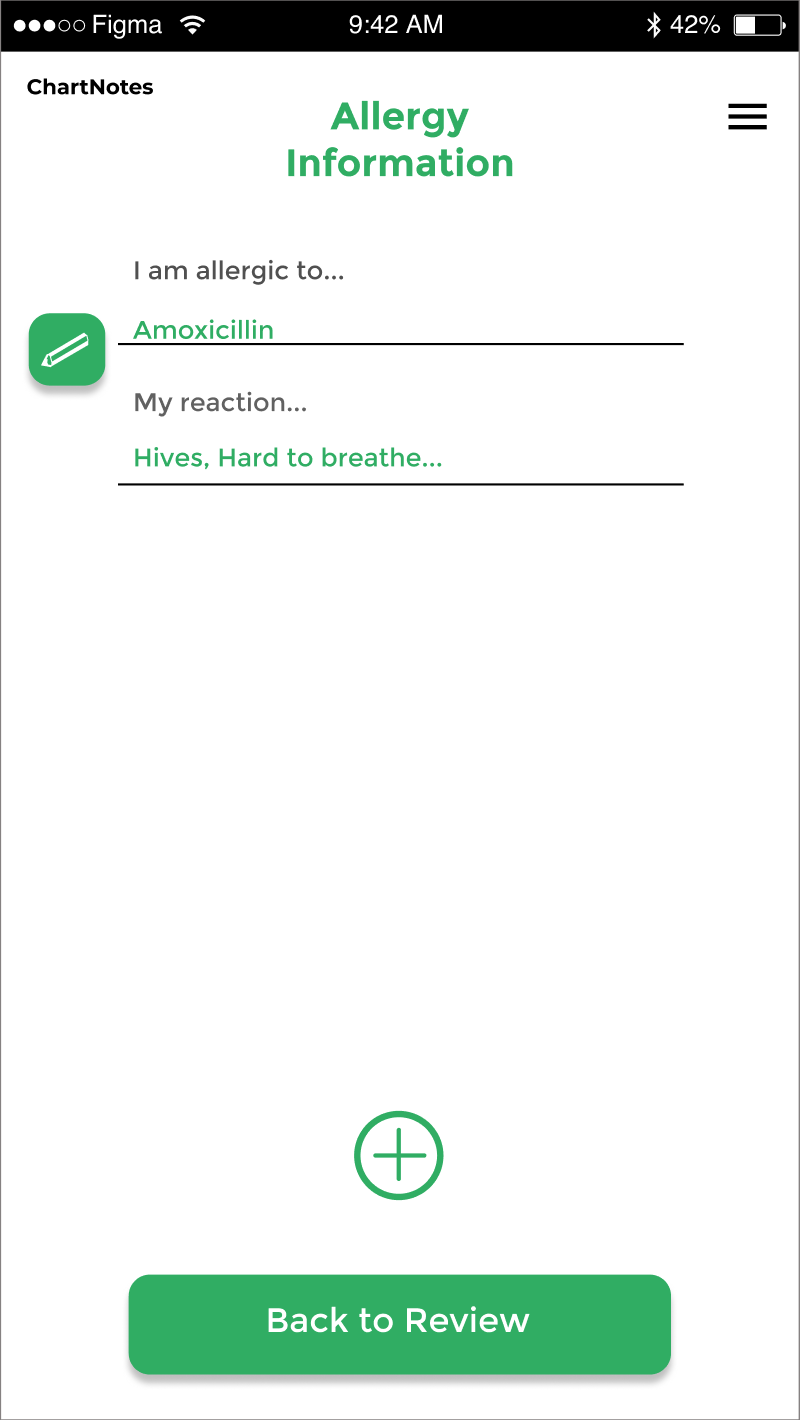 Figma 9:42 AM 42%
ChartNotes
Allergy
Information
I am allergic to...
Amoxicillin
My reaction...
Hives, Hard to breathe...
Back to Review